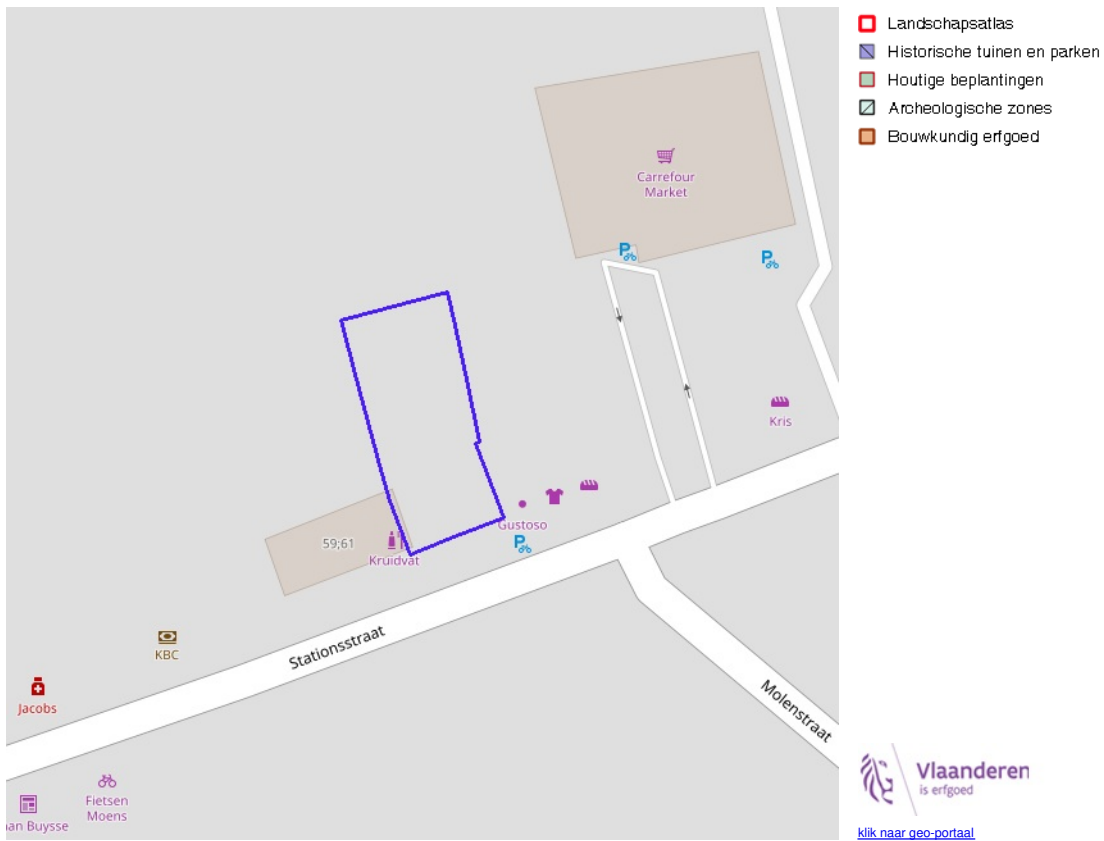 Landschapsatlas
Historische tuinen en parken
Houtige beplantingen
Archeologische zones
Bouwkundig erfgoed
Carrefour
Market
P
P
Kris
Gustoso
P
59;61
Kruidvat
Stationsstraat
KBC
Jacobs
Molenstraat
Fietsen
Moens
Buysse
Vlaanderen
is erfgoed
klik naar geo-portaal